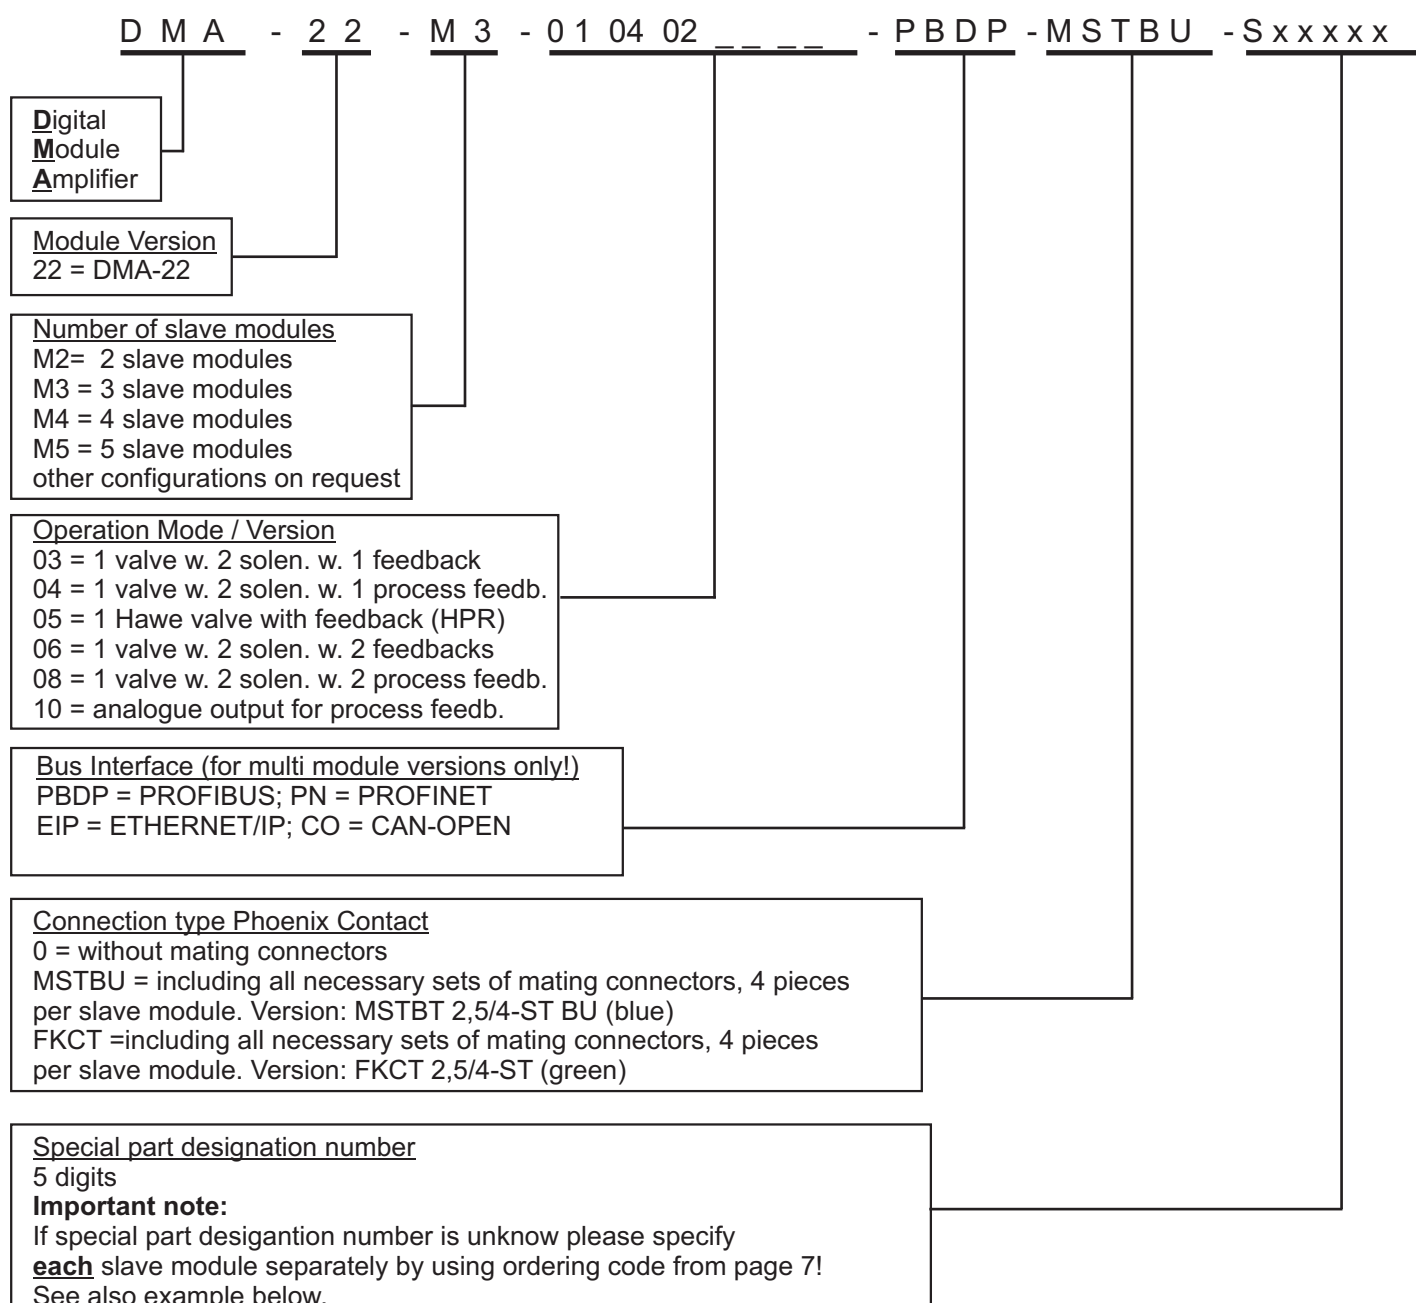 D M A - 2 2 - M 3 - 0 1 04 02 _ _ _ _ - P B D P - M S T B U - S x x x x x
Digital
Module
Amplifier
Module Version
22 = DMA-22
Number of slave modules
M2= 2 slave modules
M3 = 3 slave modules
M4 = 4 slave modules
M5 = 5 slave modules
other configurations on request
Operation Mode / Version
03 = 1 valve w. 2 solen. w. 1 feedback
04 = 1 valve w. 2 solen. w. 1 process feedb.
05 = 1 Hawe valve with feedback (HPR)
06 = 1 valve w. 2 solen. w. 2 feedbacks
08 = 1 valve w. 2 solen. w. 2 process feedb.
10 = analogue output for process feedb.
Bus Interface (for multi module versions only!)
PBDP = PROFIBUS; PN = PROFINET
EIP = ETHERNET/IP; CO = CAN-OPEN
Connection type Phoenix Contact
0 = without mating connectors
MSTBU = including all necessary sets of mating connectors, 4 pieces
per slave module. Version: MSTBT 2,5/4-ST BU (blue)
FKCT =including all necessary sets of mating connectors, 4 pieces
per slave module. Version: FKCT 2,5/4-ST (green)
Special part designation number
5 digits
Important note:
If special part desigantion number is unknow please specify
each slave module separately by using ordering code from page 7!
See also example below.